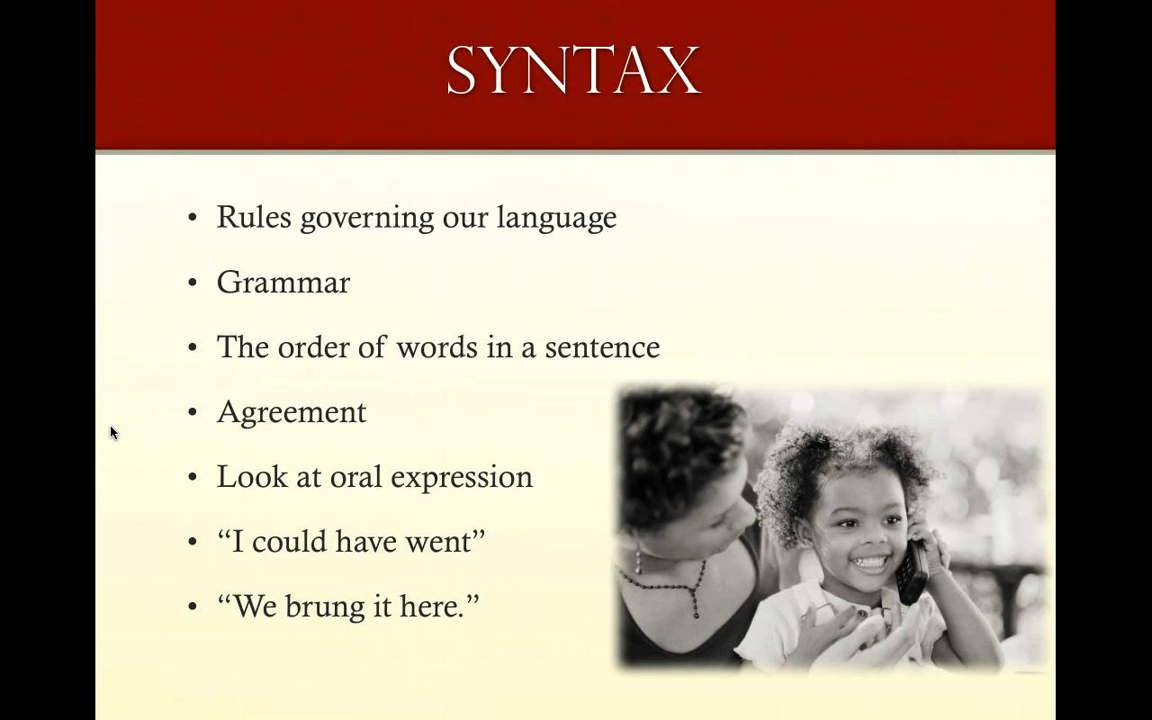 SYNTAX
• Rules governing our language
• Grammar
• The order of words in a sentence
• Agreement
• Look at oral expression
• “I could have went”
• “We brung it here.”